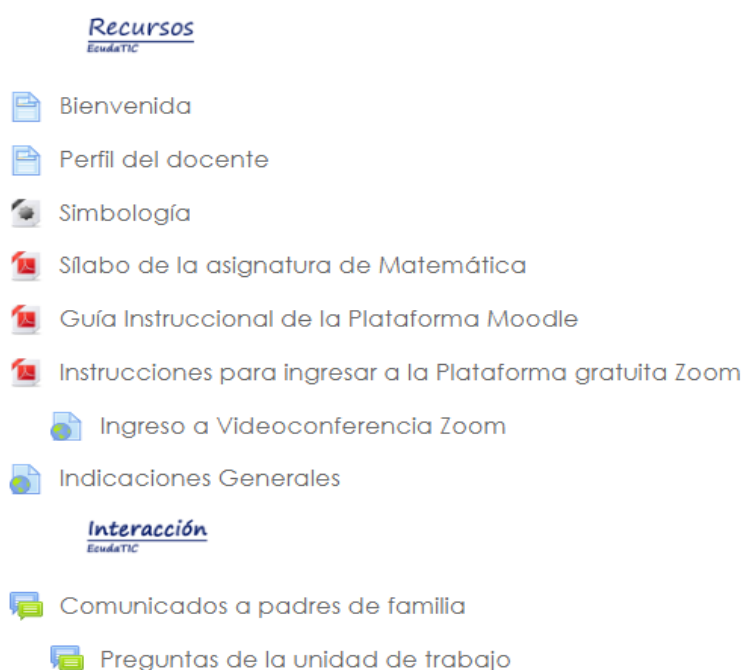 Recursos
EcudaTIC
Bienvenida
Perfil del docente
Simbología
Sílabo de la asignatura de Matemática
Guía Instruccional de la Plataforma Moodle
Instrucciones para ingresar a la Plataforma gratuita Zoom
Ingreso a Videoconferencia Zoom
Indicaciones Generales
Interacción
EcudaTIC
Comunicados a padres de familia
Preguntas de la unidad de trabajo